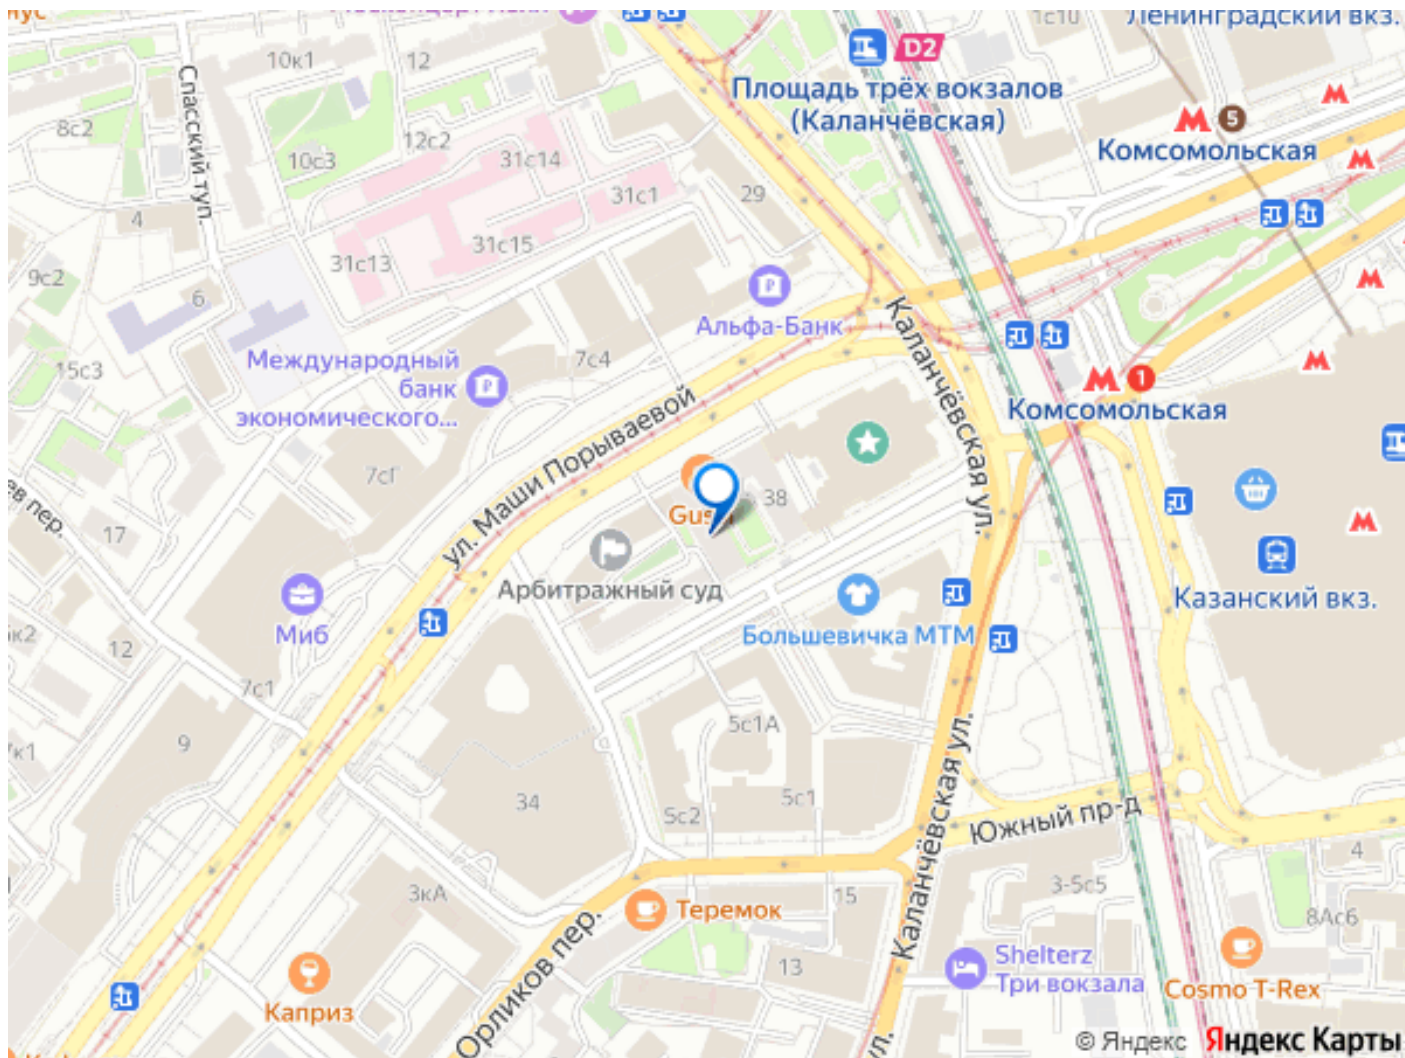 Ленинградский вкз.
1с10
D2
Площадь трёх вокзалов
(Каланчёвская)
5
Комсомольская
Спасский туп.
10к1
12
8с2
10с3
12с2
31с14
31с1
29
4
31с15
31с13
9с2
6
Альфа-Банк
Каланчёвская ул.
Международный
банк
экономического...
7с4
15с3
1
Комсомольская
7с1
ул. Маши Порываевой
38
17
Арбитражный суд
Миб
Большевичка МТМ
Казанский вкз.
12
7с1
9
5с1А
34
5с1
5с2
Каланчёвская ул.
Южный пр-д
4
3кА
15
3-5с5
8Ас6
Теремок
Орликов пер.
13
Shelterz
Три вокзала
Cosmo T-Rex
Каприз
© Яндекс Яндекс Карты